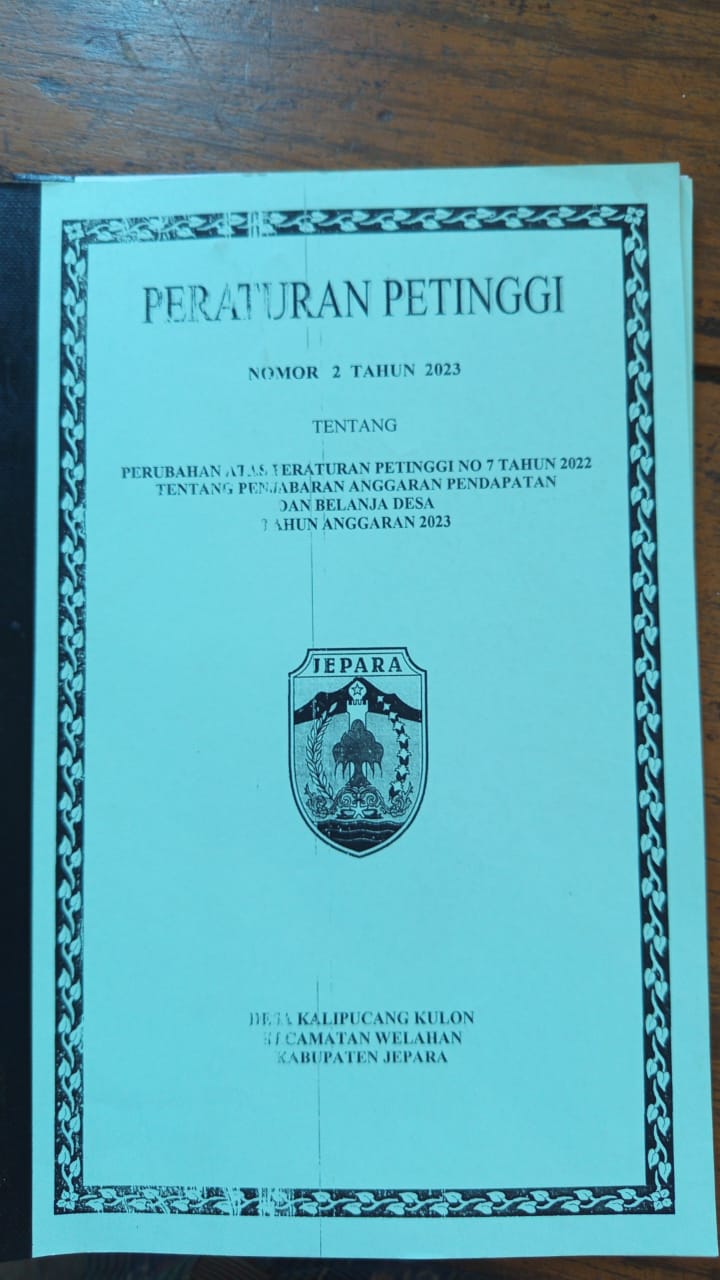 PERATURAN PETINGGI
NOMOR 2 TAHUN 2023
TENTANG
PERUBAHAN ATAS PERATURAN PETINGGI NO 7 TAHUN 2022
TENTANG PENJABARAN ANGGARAN PENDAPATAN
DAN BELANJA DESA
TAHUN ANGGARAN 2023
JEPARA
DESA KALIPUCANG KULON
KECAMATAN WELAHAN
KABUPATEN JEPARA